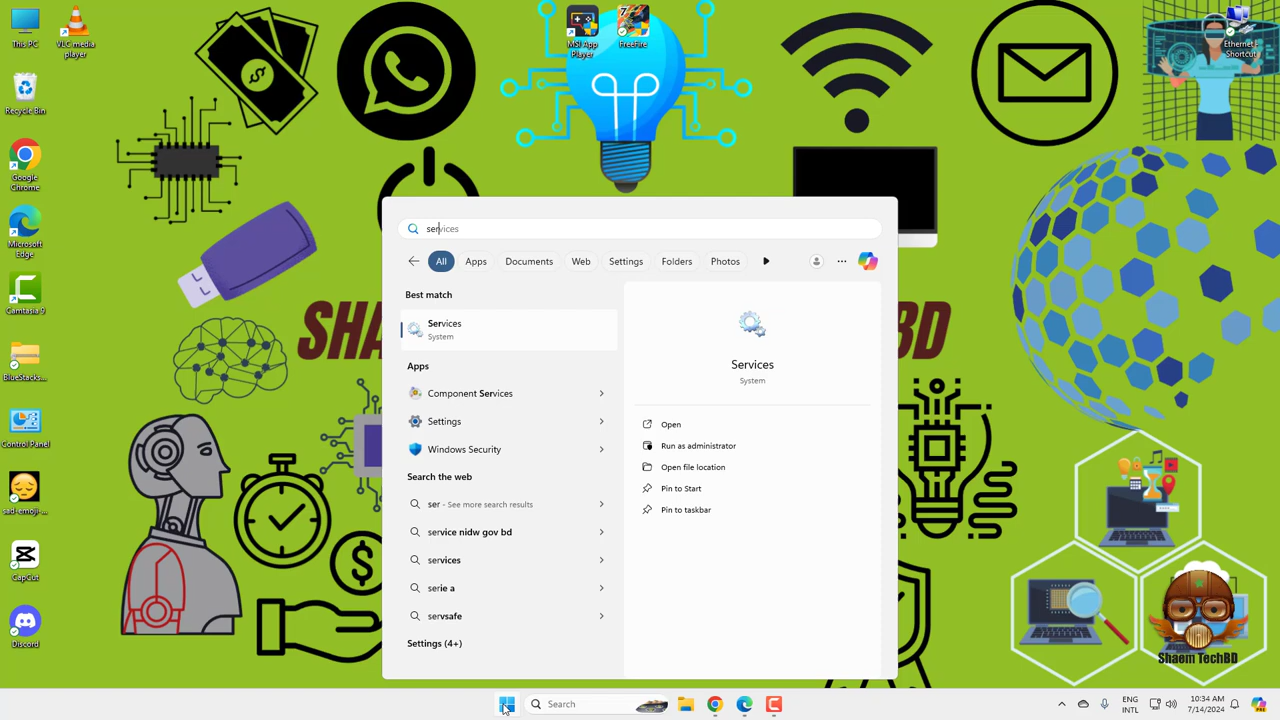 This PC
VLC media
player
Recycle Bin
Google
Chrome
Microsoft
Edge
Camtasia 9
BlueStacks...
Control Panel
sad-emoji-...
CapCut
Discord
MSI App
Player
7
FreeFire
Ethernet -
Shortcut
SHA
BD
services
All
Apps
Documents
Web
Settings
Folders
Photos
Best match
Services
System
Apps
Component Services
Settings
Windows Security
Search the web
ser - See more search results
service nidw gov bd
services
serie a
servsafe
Settings (4+)
Services
System
Open
Run as administrator
Open file location
Pin to Start
Pin to taskbar
Shaem TechBD
Search
ENG
INTL
10:34 AM
7/14/2024